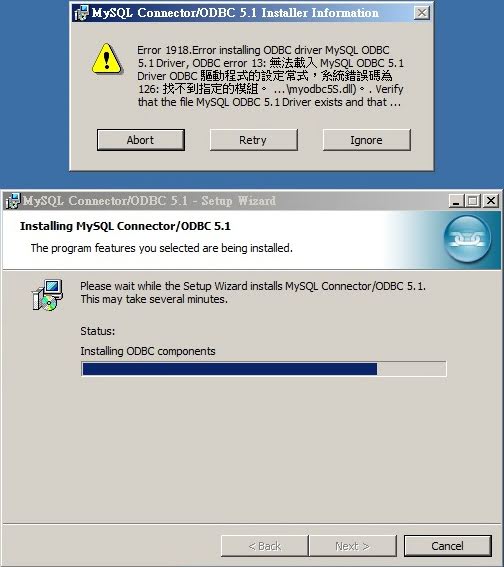 MySQL Connector/ODBC 5.1 Installer Information
Error 1918.Error installing ODBC driver MySQL ODBC
5.1 Driver, ODBC error 13: 無法載入 MySQL ODBC 5.1
Driver ODBC 驅動程式的設定常式，系統錯誤碼為
126: 找不到指定的模組。 ...\myodbc5S.dll)。. Verify
that the file MySQL ODBC 5.1 Driver exists and that ...
Abort
Retry
Ignore
MySQL Connector/ODBC 5.1 - Setup Wizard
Installing MySQL Connector/ODBC 5.1
The program features you selected are being installed.
Please wait while the Setup Wizard installs MySQL Connector/ODBC 5.1.
This may take several minutes.
Status:
Installing ODBC components
< Back
Next >
Cancel